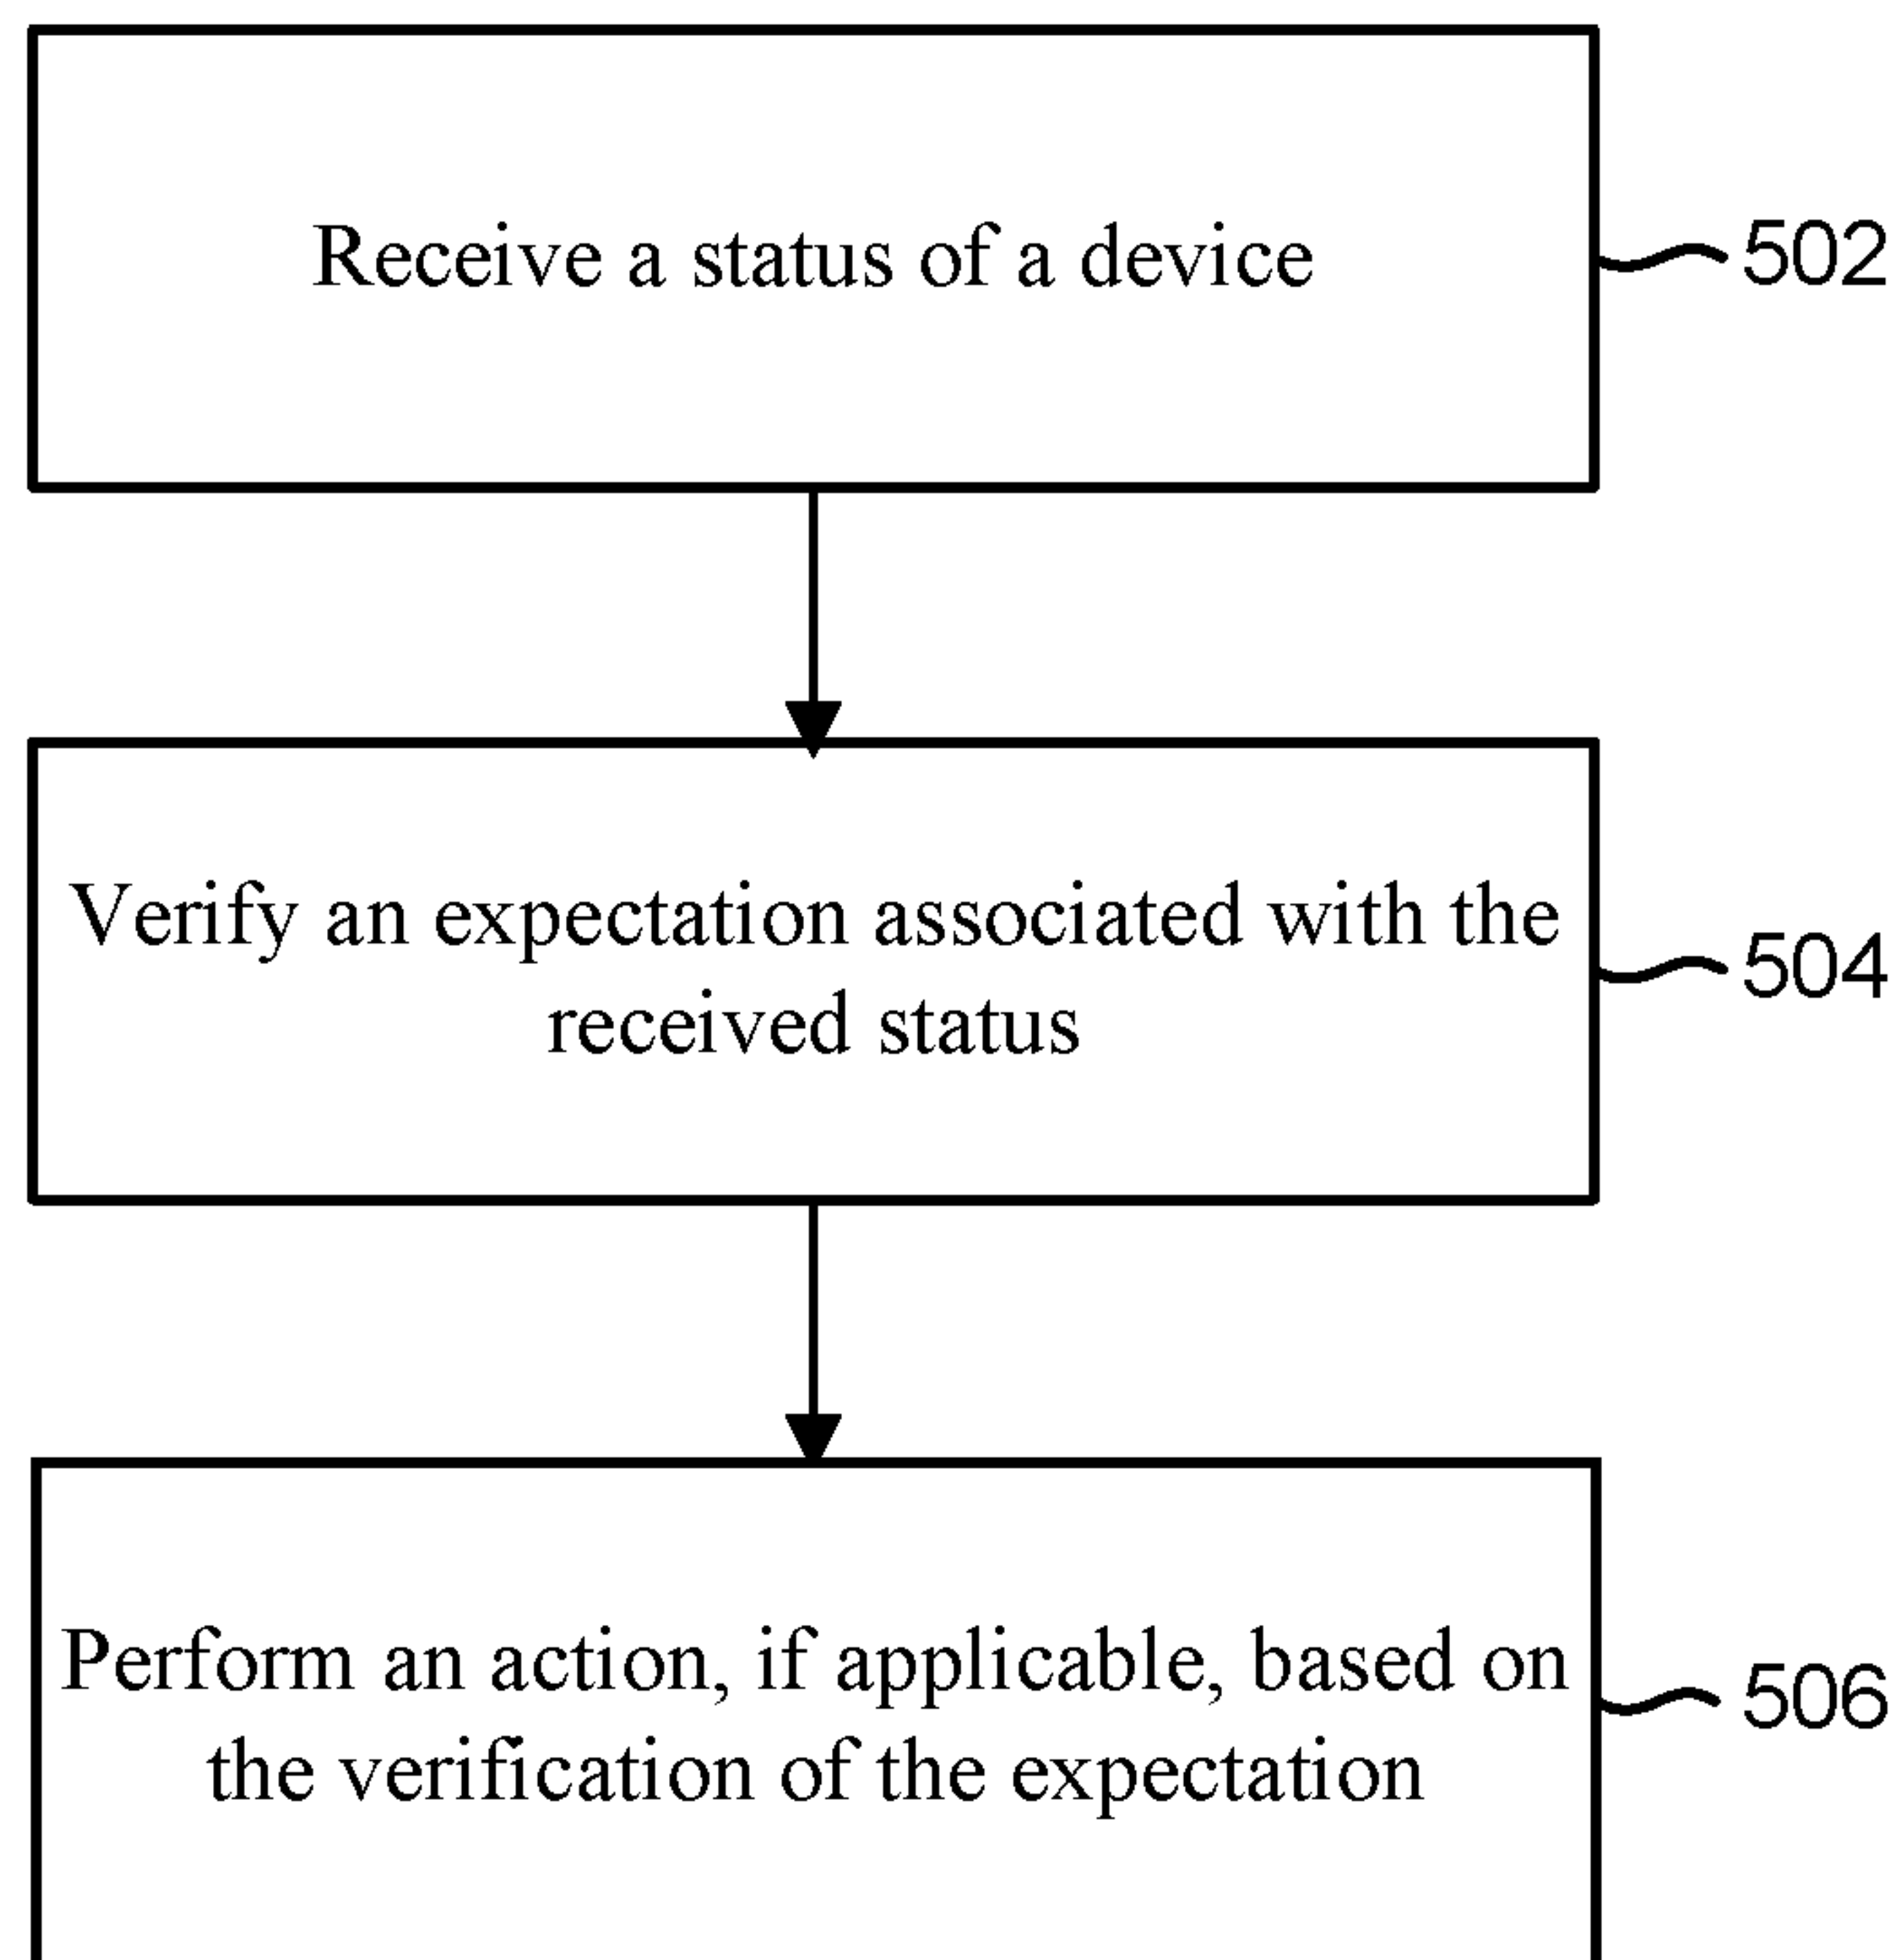 Receive a status of a device
502
Verify an expectation associated with the
received status
504
Perform an action, if applicable, based on
the verification of the expectation
506